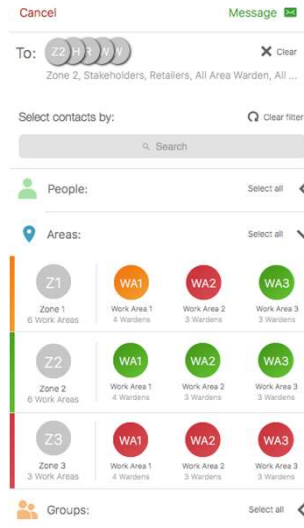 Cancel Message
To: Z2 H R W W Clear
Zone 2, Stakeholders, Retailers, All Area Warden, All ...
Select contacts by: Clear filter
Search
People: Select all
Areas: Select all
Z1 WA1 WA2 WA3
Zone 1 Work Area 1 Work Area 2 Work Area 3
6 Work Areas 4 Wardens 3 Wardens 3 Wardens
Z2 WA1 WA2 WA3
Zone 2 Work Area 1 Work Area 2 Work Area 3
6 Work Areas 4 Wardens 3 Wardens 3 Wardens
Z3 WA1 WA2 WA3
Zone 3 Work Area 1 Work Area 2 Work Area 3
3 Work Areas 4 Wardens 3 Wardens 3 Wardens
Groups: Select all